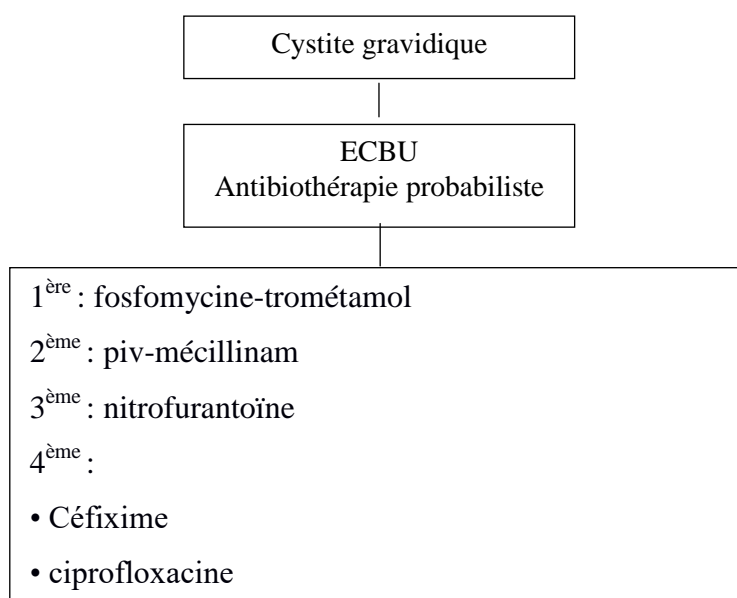 Cystite gravidique
ECBU
Antibiothérapie probabiliste
1ère : fosfomycine-trométamol
2ème : piv-mécillinam
3ème : nitrofurantoïne
4ème :
• Céfixime
• ciprofloxacine